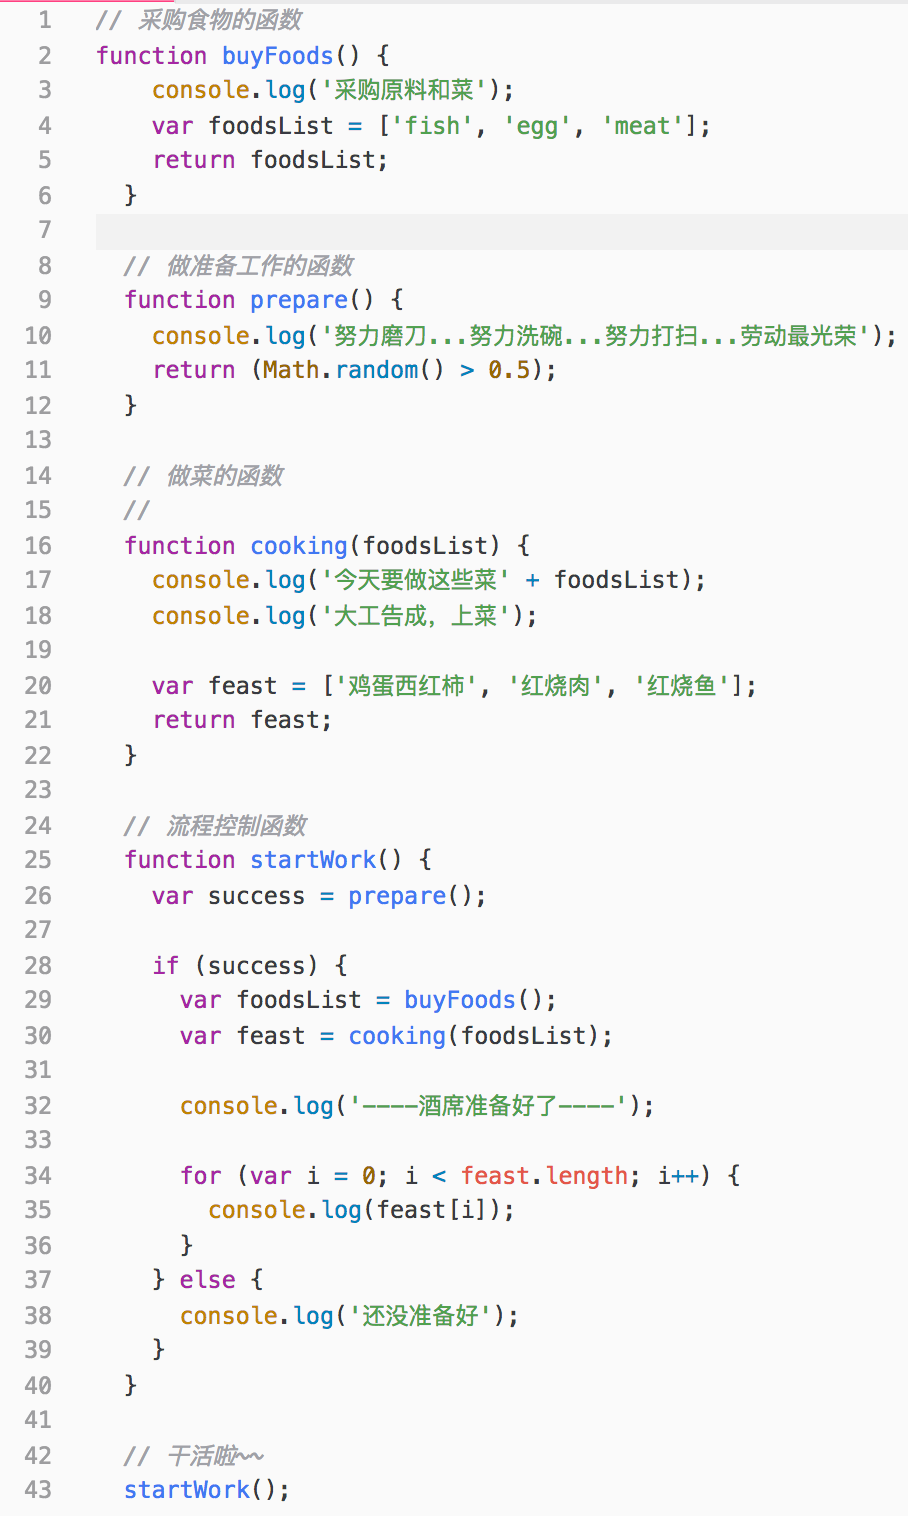 1 // 采购食物的函数
2 function buyFoods() {
3     console.log('采购原料和菜');
4     var foodsList = ['fish', 'egg', 'meat'];
5     return foodsList;
6   }
7
8   // 做准备工作的函数
9   function prepare() {
10     console.log('努力磨刀...努力洗碗...努力打扫...劳动最光荣');
11     return (Math.random() > 0.5);
12   }
13
14   // 做菜的函数
15   //
16   function cooking(foodsList) {
17     console.log('今天要做这些菜' + foodsList);
18     console.log('大工告成，上菜');
19
20     var feast = ['鸡蛋西红柿', '红烧肉', '红烧鱼'];
21     return feast;
22   }
23
24   // 流程控制函数
25   function startWork() {
26     var success = prepare();
27
28     if (success) {
29       var foodsList = buyFoods();
30       var feast = cooking(foodsList);
31
32       console.log('----酒席准备好了----');
33
34       for (var i = 0; i < feast.length; i++) {
35         console.log(feast[i]);
36       }
37     } else {
38       console.log('还没准备好');
39     }
40   }
41
42   // 干活啦~~
43   startWork();